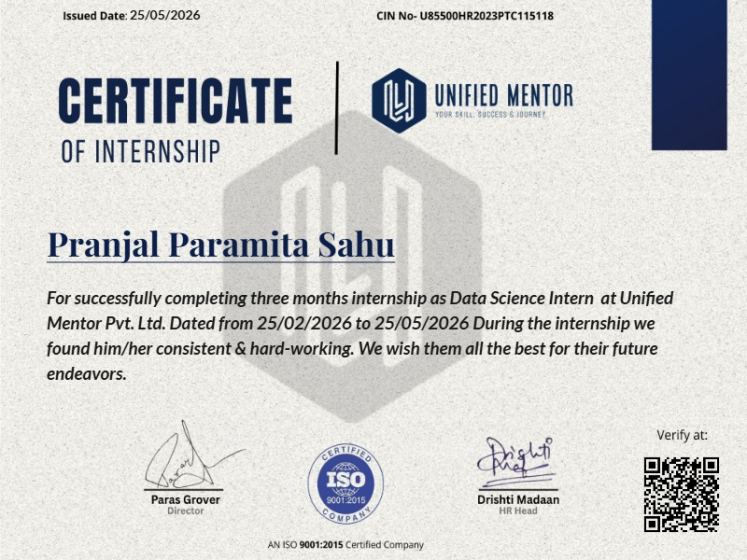 Issued Date: 25/05/2026
CIN No- U85500HR2023PTC115118
CERTIFICATE
OF INTERNSHIP
UNIFIED MENTOR
YOUR SKILL, SUCCESS & JOURNEY
Pranjal Paramita Sahu
For successfully completing three months internship as Data Science Intern at Unified
Mentor Pvt. Ltd. Dated from 25/02/2026 to 25/05/2026 During the internship we
found him/her consistent & hard-working. We wish them all the best for their future
endeavors.
Paras Grover
Director
CERTIFIED
ISO
9001:2015
COMPANY
Drishti Madaan
HR Head
Verify at:
AN ISO 9001:2015 Certified Company